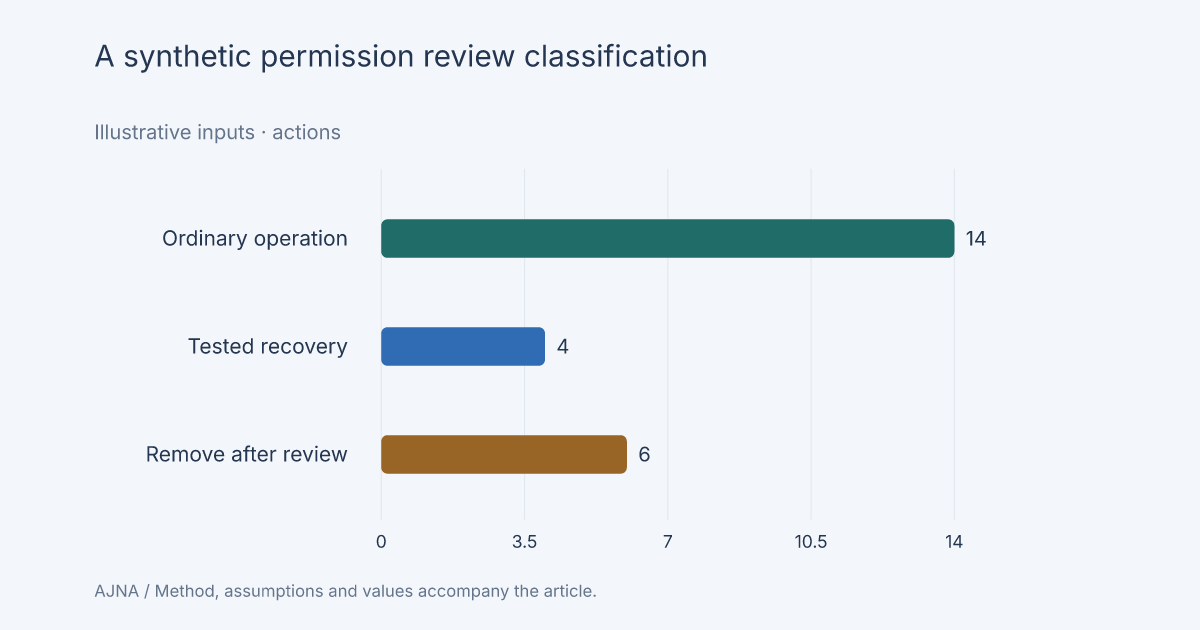 A synthetic permission review classification
Illustrative inputs · actions
Ordinary operation
14
Tested recovery
4
Remove after review
6
0 3.5 7 10.5 14
AJNA / Method, assumptions and values accompany the article.